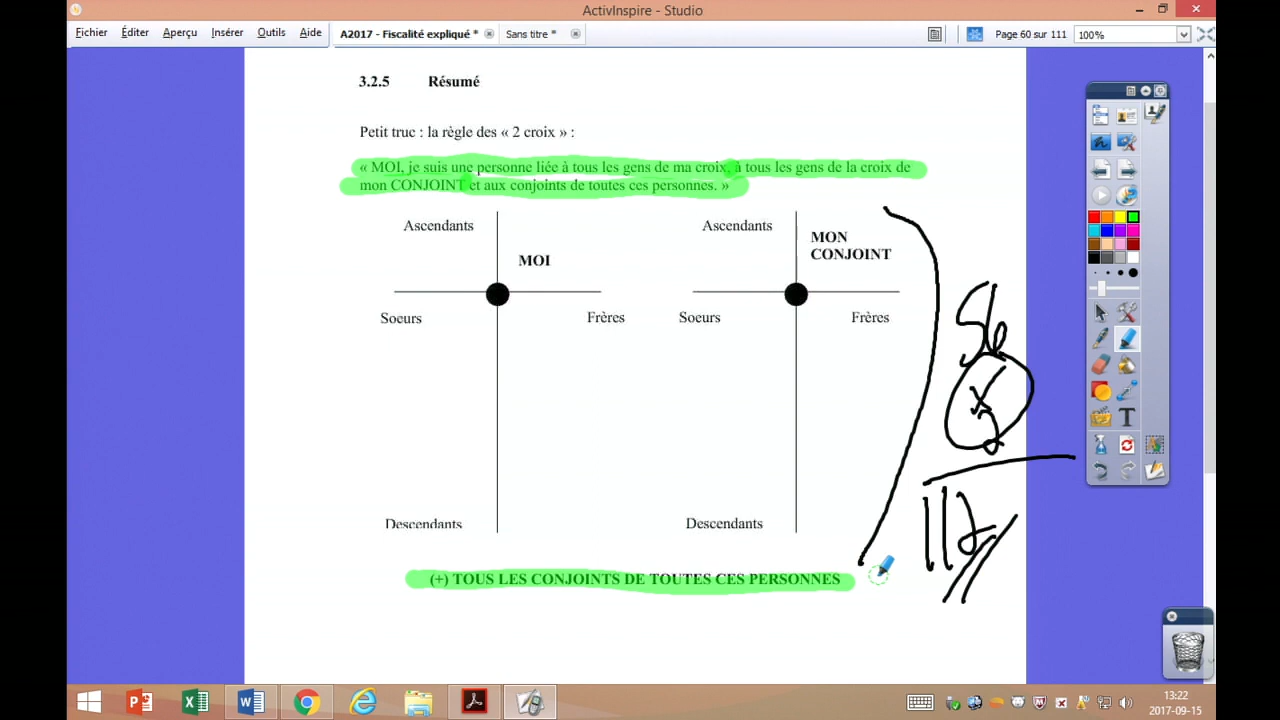 ActivInspire - Studio
Fichier Éditer Aperçu Insérer Outils Aide A2017 - Fiscalité expliqué * Sans titre * Page 60 sur 111 100%
3.2.5 Résumé
Petit truc : la règle des « 2 croix » :
« MOI, je suis une personne liée à tous les gens de ma croix, à tous les gens de la croix de
mon CONJOINT et aux conjoints de toutes ces personnes. »
Ascendants Ascendants
MOI MON
CONJOINT
Soeurs Frères Soeurs Frères
56
x2
112
Descendants Descendants
(+) TOUS LES CONJOINTS DE TOUTES CES PERSONNES
13:22
2017-09-15